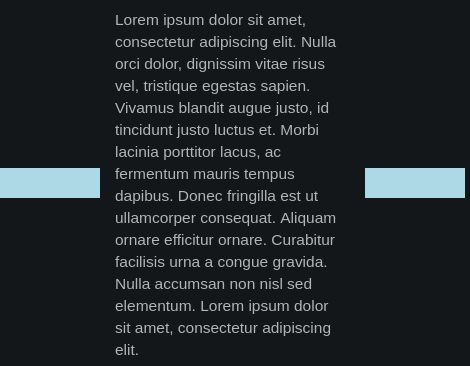 Lorem ipsum dolor sit amet,
consectetur adipiscing elit. Nulla
orci dolor, dignissim vitae risus
vel, tristique egestas sapien.
Vivamus blandit augue justo, id
tincidunt justo luctus et. Morbi
lacinia porttitor lacus, ac
fermentum mauris tempus
dapibus. Donec fringilla est ut
ullamcorper consequat. Aliquam
ornare efficitur ornare. Curabitur
facilisis urna a congue gravida.
Nulla accumsan non nisl sed
elementum. Lorem ipsum dolor
sit amet, consectetur adipiscing
elit.